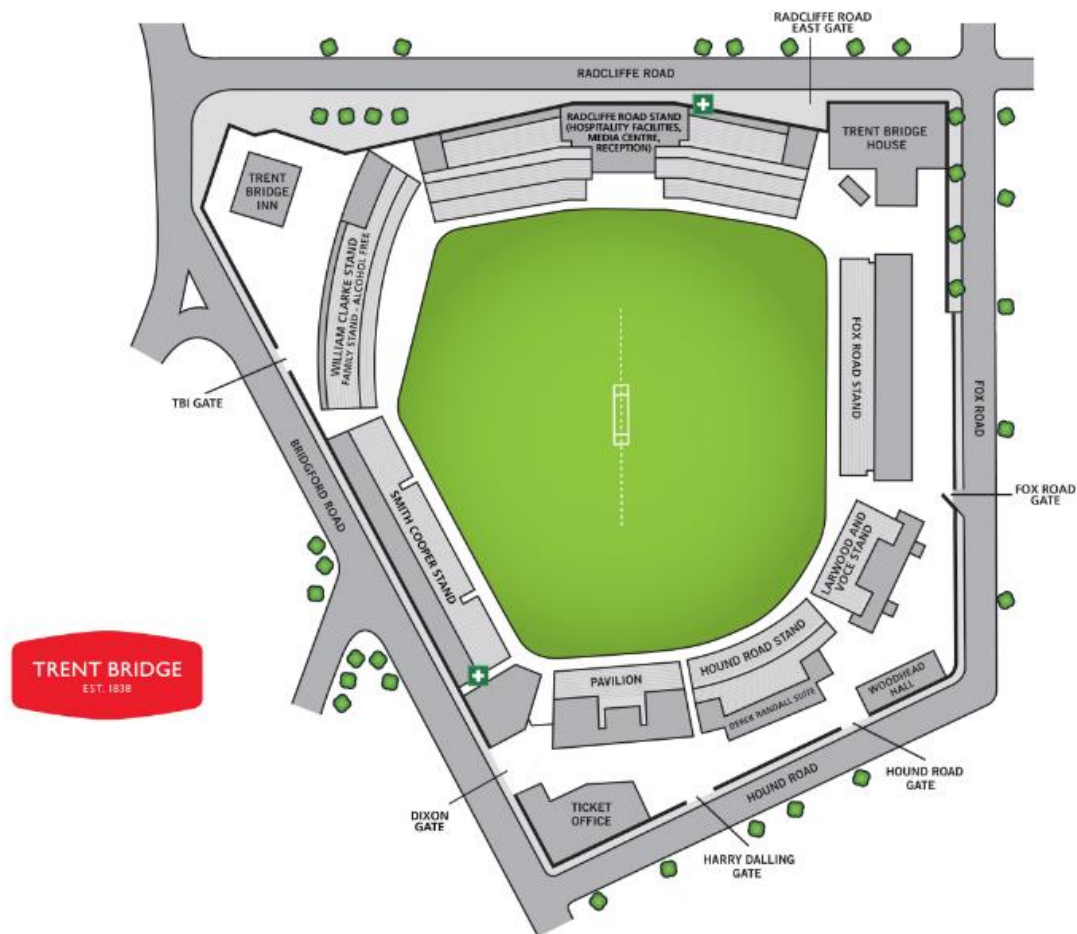 RADCLIFFE ROAD
EAST GATE
RADCLIFFE ROAD
RADCLIFFE ROAD STAND
(HOSPITALITY FACILITIES,
MEDIA CENTRE,
RECEPTION)
TRENT BRIDGE
HOUSE
TRENT
BRIDGE
INN
WILLIAM CLARKE STAND
FAMILY STAND - ALCOHOL FREE
FOX ROAD STAND
FOX ROAD
TBI GATE
BRIDGFORD ROAD
SMITH COOPER STAND
FOX ROAD
GATE
LARWOOD AND
VOCE STAND
HOUND ROAD STAND
DEREK RANDALL SUITE
PAVILION
WOODHEAD
HALL
TRENT BRIDGE
EST. 1838
HOUND ROAD
HOUND ROAD
GATE
DIXON
GATE
TICKET
OFFICE
HARRY DALLING
GATE